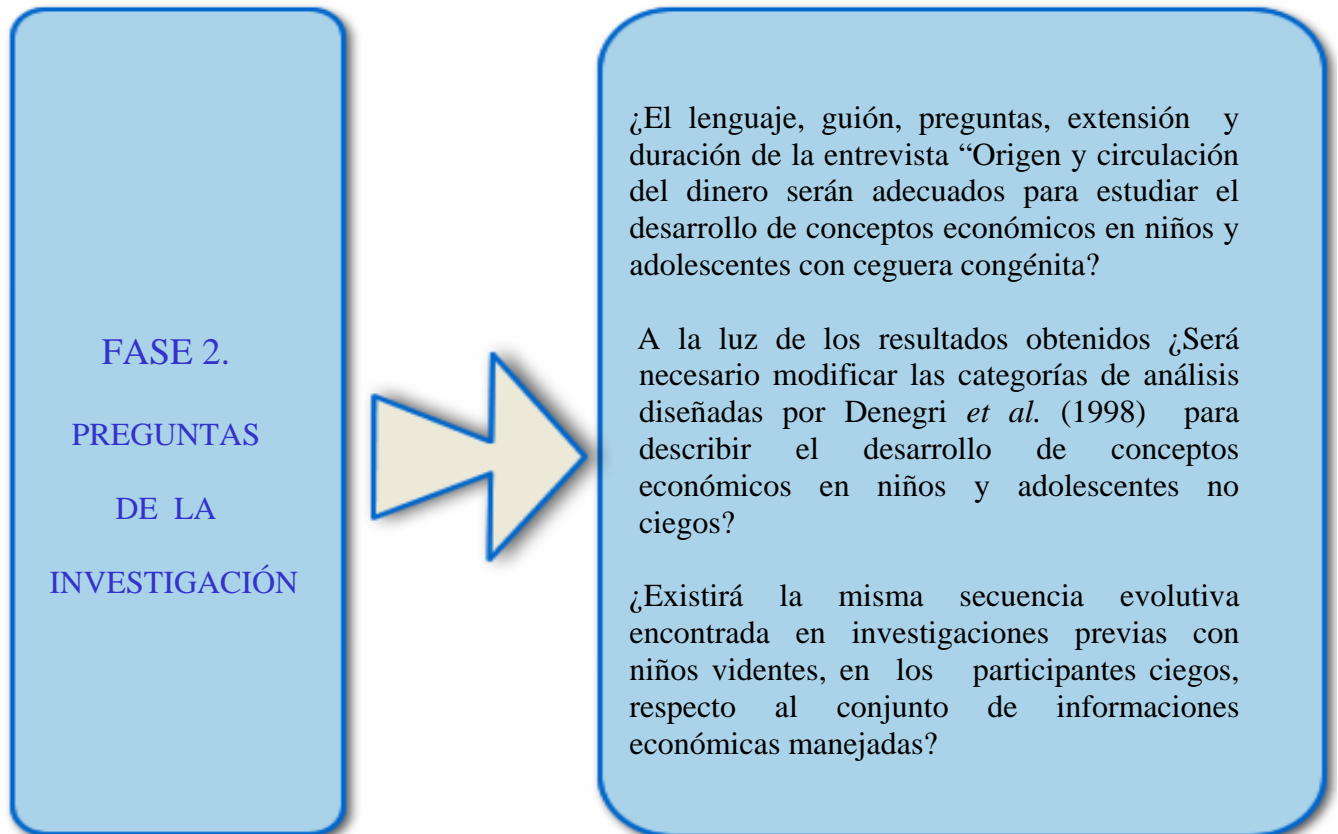 FASE 2.
PREGUNTAS
DE LA
INVESTIGACIÓN
¿El lenguaje, guión, preguntas, extensión y
duración de la entrevista “Origen y circulación
del dinero serán adecuados para estudiar el
desarrollo de conceptos económicos en niños y
adolescentes con ceguera congénita?
A la luz de los resultados obtenidos ¿Será
necesario modificar las categorías de análisis
diseñadas por Denegri et al. (1998) para
describir el desarrollo de conceptos
económicos en niños y adolescentes no
ciegos?
¿Existirá la misma secuencia evolutiva
encontrada en investigaciones previas con
niños videntes, en los participantes ciegos,
respecto al conjunto de informaciones
económicas manejadas?